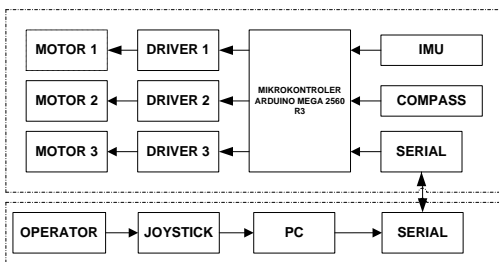 MOTOR 1
DRIVER 1
MIKROKONTROLER
ARDUINO MEGA 2560
R3
IMU
MOTOR 2
DRIVER 2
COMPASS
MOTOR 3
DRIVER 3
SERIAL
OPERATOR
JOYSTICK
PC
SERIAL